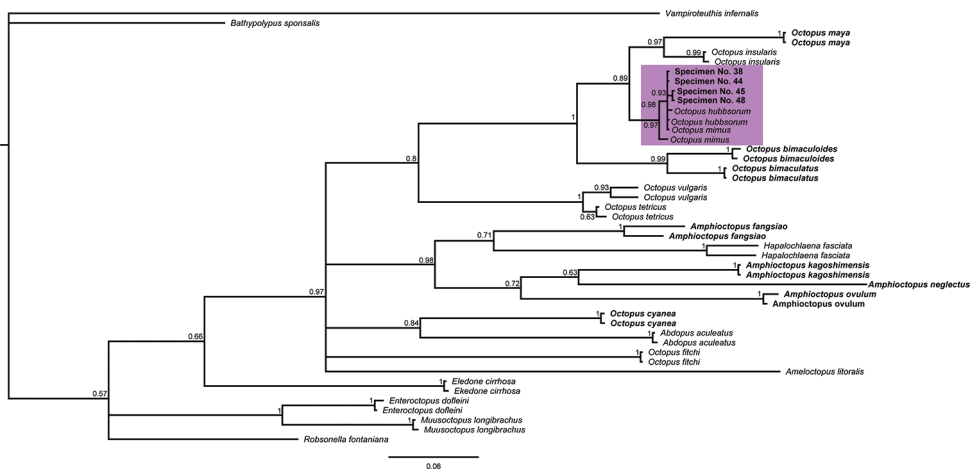 Vampiroteuthis infernalis
Bathypolypus sponsalis
1 Octopus maya
0.97 Octopus maya
0.99 Octopus insularis
Octopus insularis
0.89
Specimen No. 38
Specimen No. 44
0.93 Specimen No. 45
Specimen No. 48
0.98 Octopus hubbsorum
Octopus hubbsorum
0.97 Octopus mimus
Octopus mimus
1
1 Octopus bimaculoides
Octopus bimaculoides
0.99
1 Octopus bimaculatus
Octopus bimaculatus
0.8
0.93 Octopus vulgaris
Octopus vulgaris
1
Octopus tetricus
0.63 Octopus tetricus
1 Amphioctopus fangsiao
Amphioctopus fangsiao
0.71
1 Hapalochlaena fasciata
Hapalochlaena fasciata
0.98
1 Amphioctopus kagoshimensis
Amphioctopus kagoshimensis
0.63
Amphioctopus neglectus
0.72
1 Amphioctopus ovulum
Amphioctopus ovulum
0.97
1 Octopus cyanea
Octopus cyanea
0.84
1 Abdopus aculeatus
Abdopus aculeatus
1 Octopus fitchi
Octopus fitchi
Ameloctopus litoralis
0.66
1 Eledone cirrhosa
Ekedone cirrhosa
0.57
1 Enteroctopus dofleini
Enteroctopus dofleini
1
1 Muusoctopus longibrachus
Muusoctopus longibrachus
Robsonella fontaniana
0.06